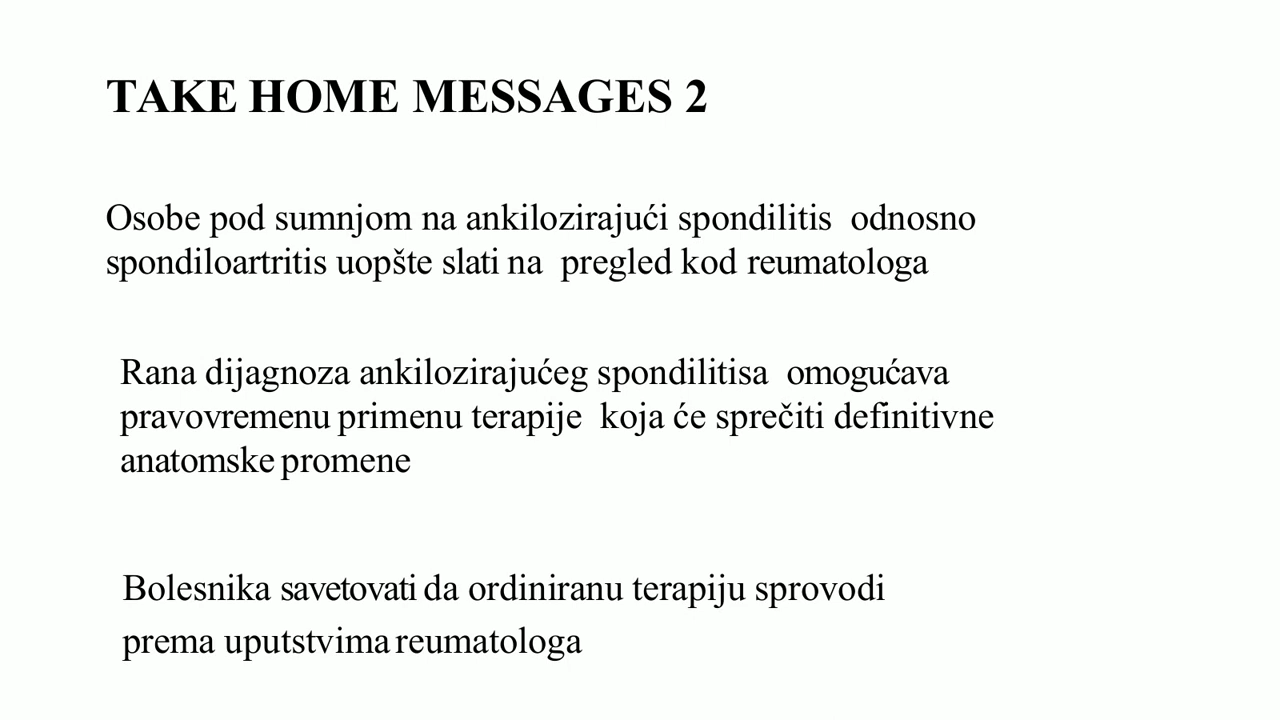 TAKE HOME MESSAGES 2
Osobe pod sumnjom na ankilozirajući spondilitis odnosno
spondiloartritis uopšte slati na pregled kod reumatologa
Rana dijagnoza ankilozirajućeg spondilitisa omogućava
pravovremenu primenu terapije koja će sprečiti definitivne
anatomske promene
Bolesnika savetovati da ordiniranu terapiju sprovodi
prema uputstvima reumatologa